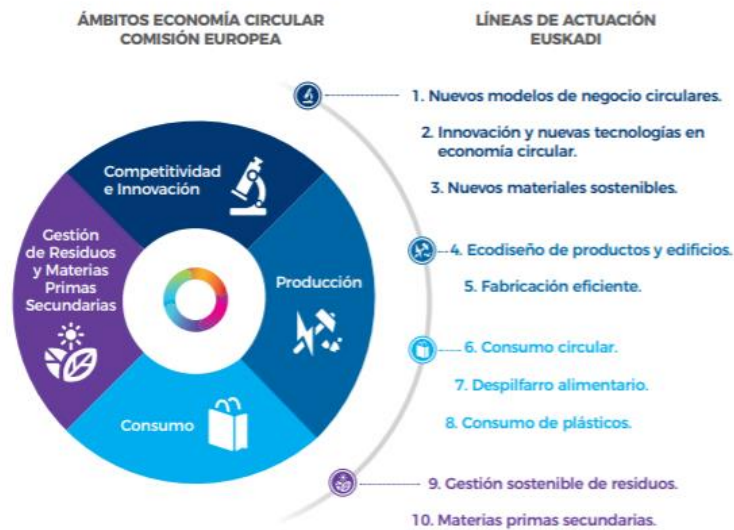 ÁMBITOS ECONOMÍA CIRCULAR
COMISIÓN EUROPEA
LÍNEAS DE ACTUACIÓN
EUSKADI
Competitividad
e Innovación
Gestión
de Residuos
y Materias
Primas
Secundarias
Producción
Consumo
1. Nuevos modelos de negocio circulares.
2. Innovación y nuevas tecnologías en
economía circular.
3. Nuevos materiales sostenibles.
4. Ecodiseño de productos y edificios.
5. Fabricación eficiente.
6. Consumo circular.
7. Despilfarro alimentario.
8. Consumo de plásticos.
9. Gestión sostenible de residuos.
10. Materias primas secundarias.